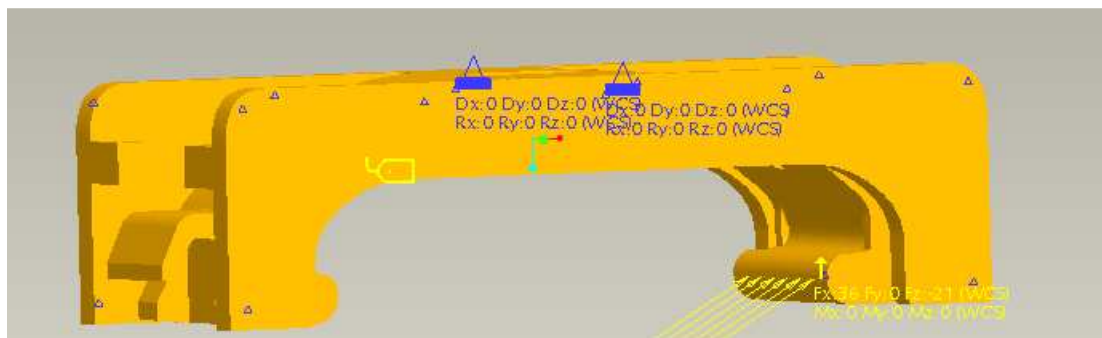 Dx:0 Dy:0 Dz:0 (WCS)
Rx:0 Ry:0 Rz:0 (WCS)
Dx:0 Dy:0 Dz:0 (WCS)
Rx:0 Ry:0 Rz:0 (WCS)
Fx:36 Fy:0 Fz:-21 (WCS)
Mx:0 My:0 Mz:0 (WCS)